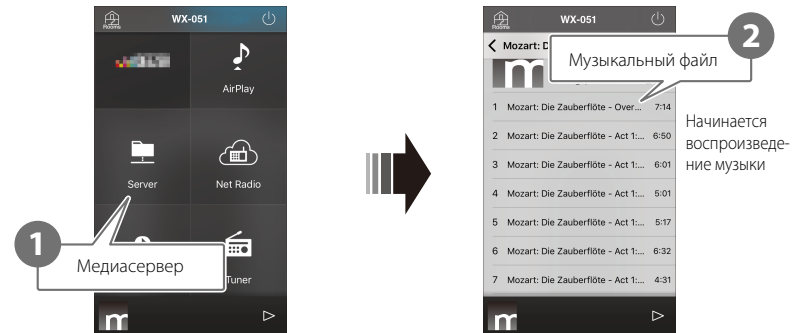 Rooms
WX-051
AirPlay
Server
Net Radio
1
Медиасервер
Tuner
m
Rooms
WX-051
2
Mozart: D
Музыкальный файл
m
1 Mozart: Die Zauberflöte - Over... 7:14
2 Mozart: Die Zauberflöte - Act 1:... 6:50
3 Mozart: Die Zauberflöte - Act 1:... 6:01
4 Mozart: Die Zauberflöte - Act 1:... 5:01
5 Mozart: Die Zauberflöte - Act 1:... 5:17
6 Mozart: Die Zauberflöte - Act 1:... 6:32
7 Mozart: Die Zauberflöte - Act 1:... 4:31
m
Начинается
воспроизведе-
ние музыки